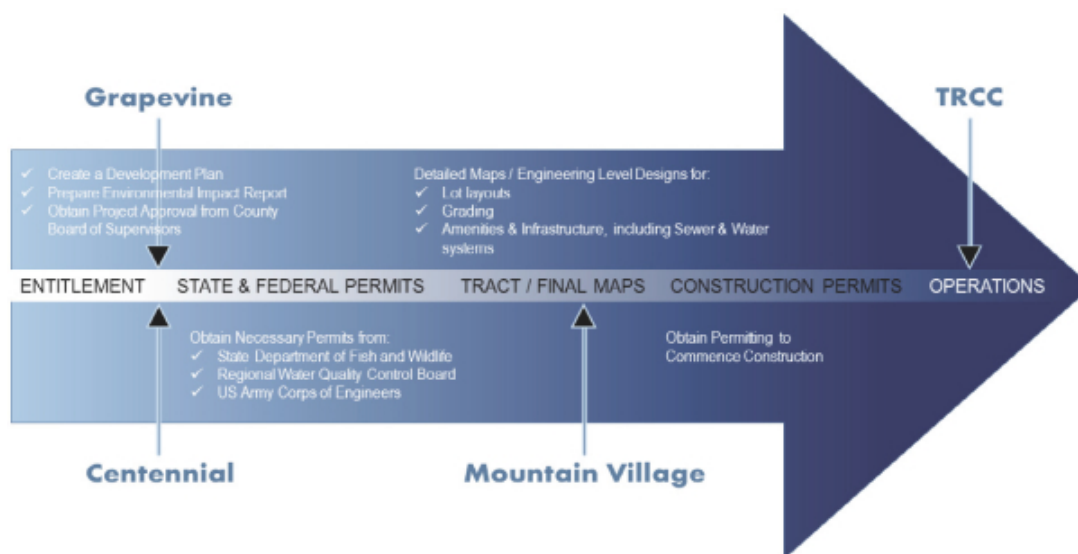 Grapevine
TRCC
✓ Create a Development Plan
✓ Prepare Environmental Impact Report
✓ Obtain Project Approval from County
Board of Supervisors
Detailed Maps / Engineering Level Designs for:
✓ Lot layouts
✓ Grading
✓ Amenities & Infrastructure, including Sewer & Water
systems
ENTITLEMENT STATE & FEDERAL PERMITS TRACT / FINAL MAPS CONSTRUCTION PERMITS OPERATIONS
Obtain Necessary Permits from:
✓ State Department of Fish and Wildlife
✓ Regional Water Quality Control Board
✓ US Army Corps of Engineers
Obtain Permitting to
Commence Construction
Centennial
Mountain Village